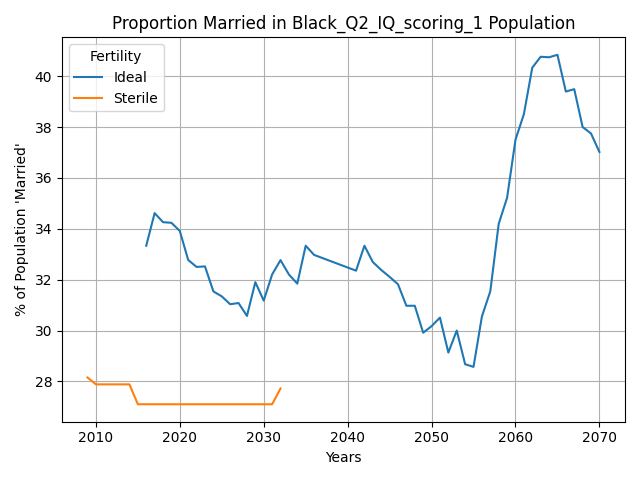 Proportion Married in Black_Q2_IQ_scoring_1 Population
Fertility
Ideal
Sterile
% of Population 'Married'
40
38
36
34
32
30
28
2010 2020 2030 2040 2050 2060 2070
Years